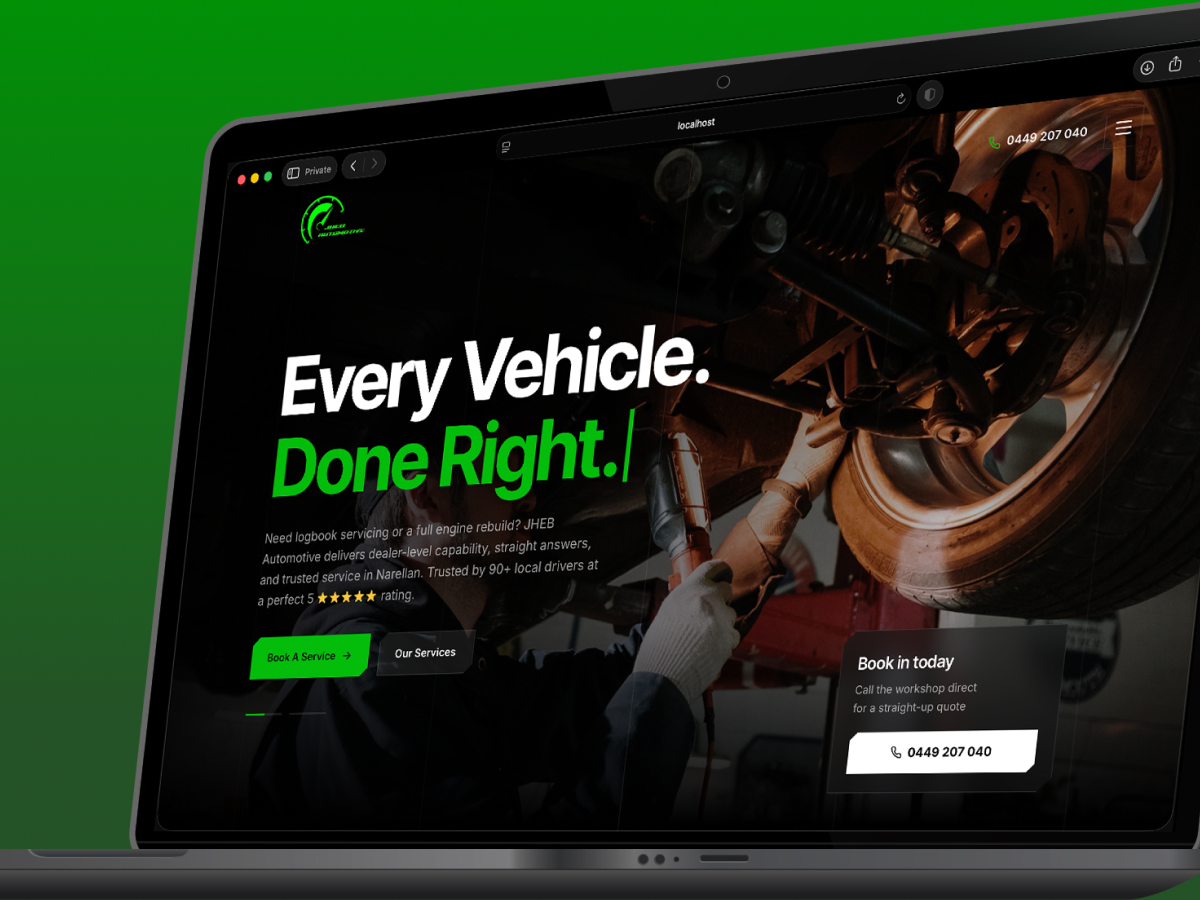 localhost
Private
0449 207 040
JHEB
AUTOMOTIVE
Every Vehicle.
Done Right.
Need logbook servicing or a full engine rebuild? JHEB
Automotive delivers dealer-level capability, straight answers,
and trusted service in Narellan. Trusted by 90+ local drivers at
a perfect 5 ★★★★★ rating.
Book A Service →
Our Services
Book in today
Call the workshop direct
for a straight-up quote
0449 207 040